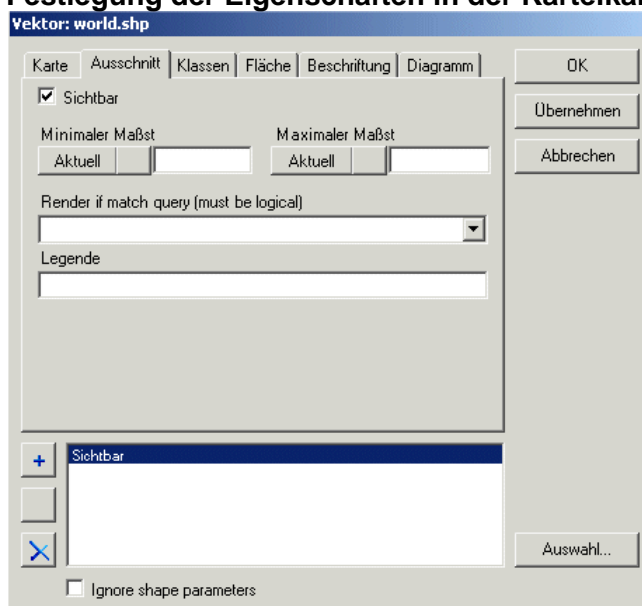 Festlegung der Eigenschaften in der Karteika
Vektor: world.shp
Karte Ausschnitt Klassen Fläche Beschriftung Diagramm
OK
Sichtbar
Übernehmen
Minimaler Maßst Maximaler Maßst
Aktuell Aktuell
Abbrechen
Render if match query (must be logical)
Legende
+ Sichtbar
Auswahl...
Ignore shape parameters